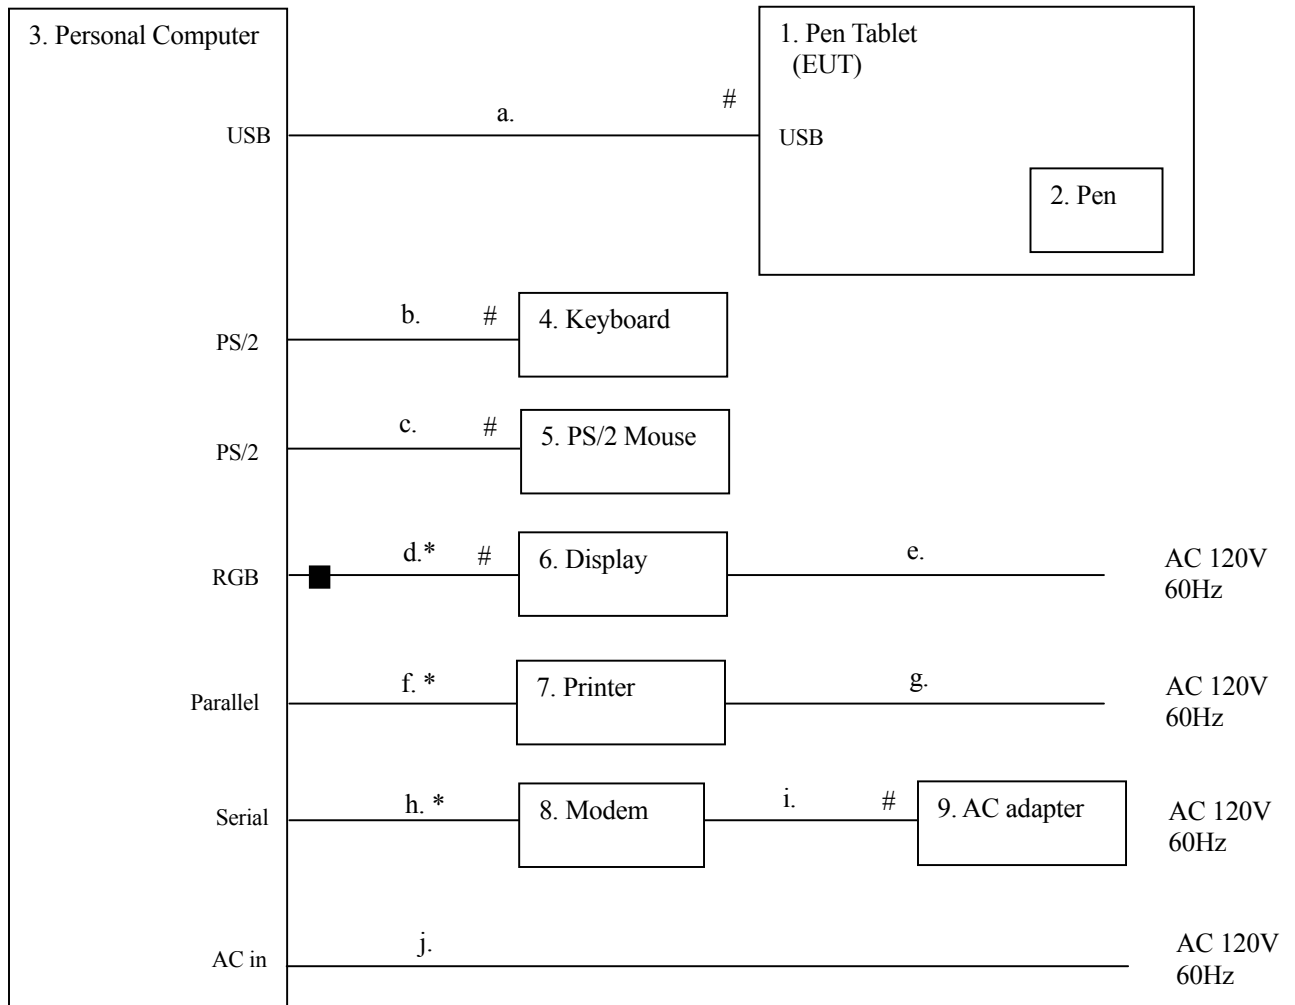 3. Personal Computer
1. Pen Tablet
(EUT)
a.
#
USB
USB
2. Pen
b.
#
4. Keyboard
PS/2
c.
#
5. PS/2 Mouse
PS/2
d.*
#
6. Display
e.
AC 120V
60Hz
RGB
f. *
7. Printer
g.
AC 120V
60Hz
Parallel
h. *
8. Modem
i.
#
9. AC adapter
AC 120V
60Hz
Serial
j.
AC in
AC 120V
60Hz